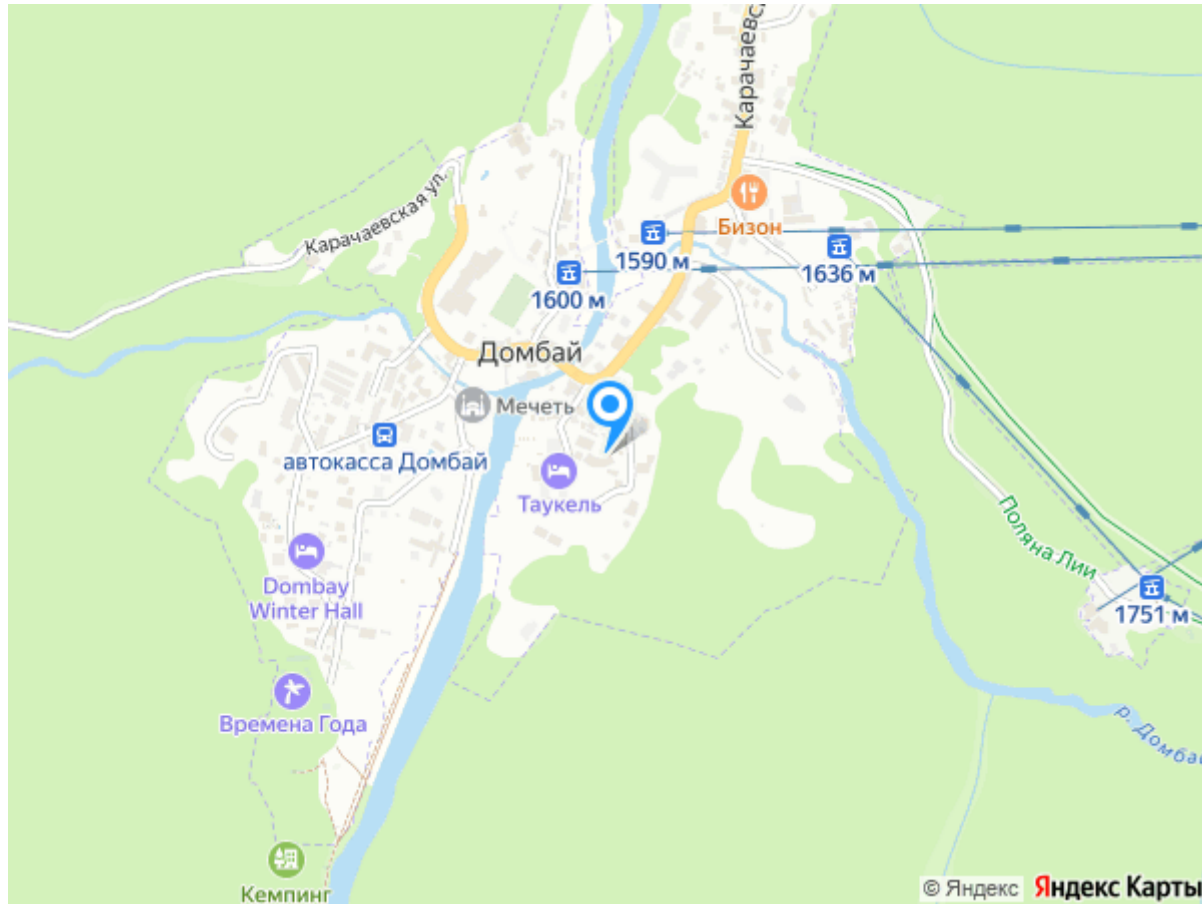 Карачаевск
Карачаевская ул.
Бизон
1590 м
1636 м
1600 м
Домбай
Мечеть
автокасса Домбай
Таукель
Поляна Лии
Dombay
Winter Hall
1751 м
Времена Года
р. Домбай
Кемпинг
© Яндекс Яндекс Карты